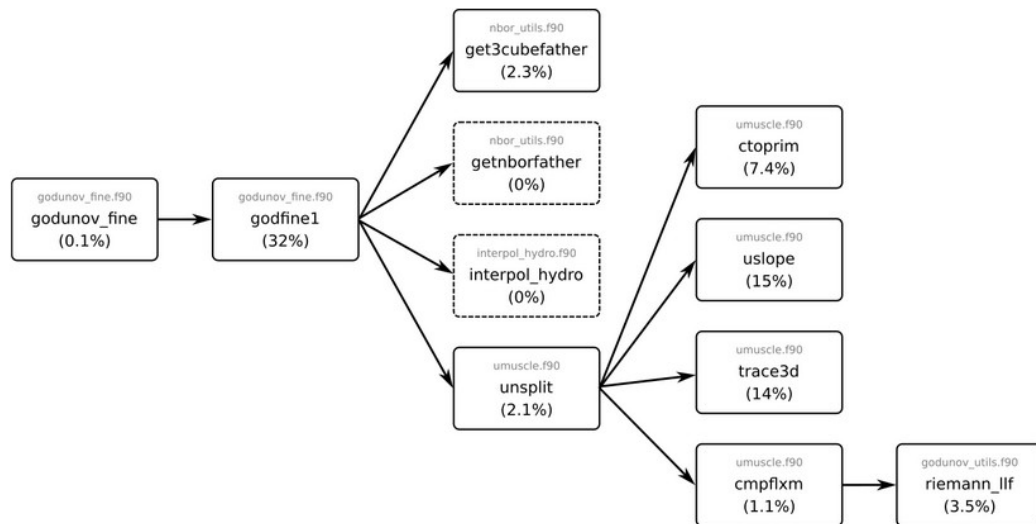 godunov_fine.f90
godunov_fine
(0.1%)
godunov_fine.f90
godfine1
(32%)
nbor_utils.f90
get3cubefather
(2.3%)
nbor_utils.f90
getnborfather
(0%)
interpol_hydro.f90
interpol_hydro
(0%)
umuscle.f90
unsplit
(2.1%)
umuscle.f90
ctoprim
(7.4%)
umuscle.f90
uslope
(15%)
umuscle.f90
trace3d
(14%)
umuscle.f90
cmpflxm
(1.1%)
godunov_utils.f90
riemann_llf
(3.5%)